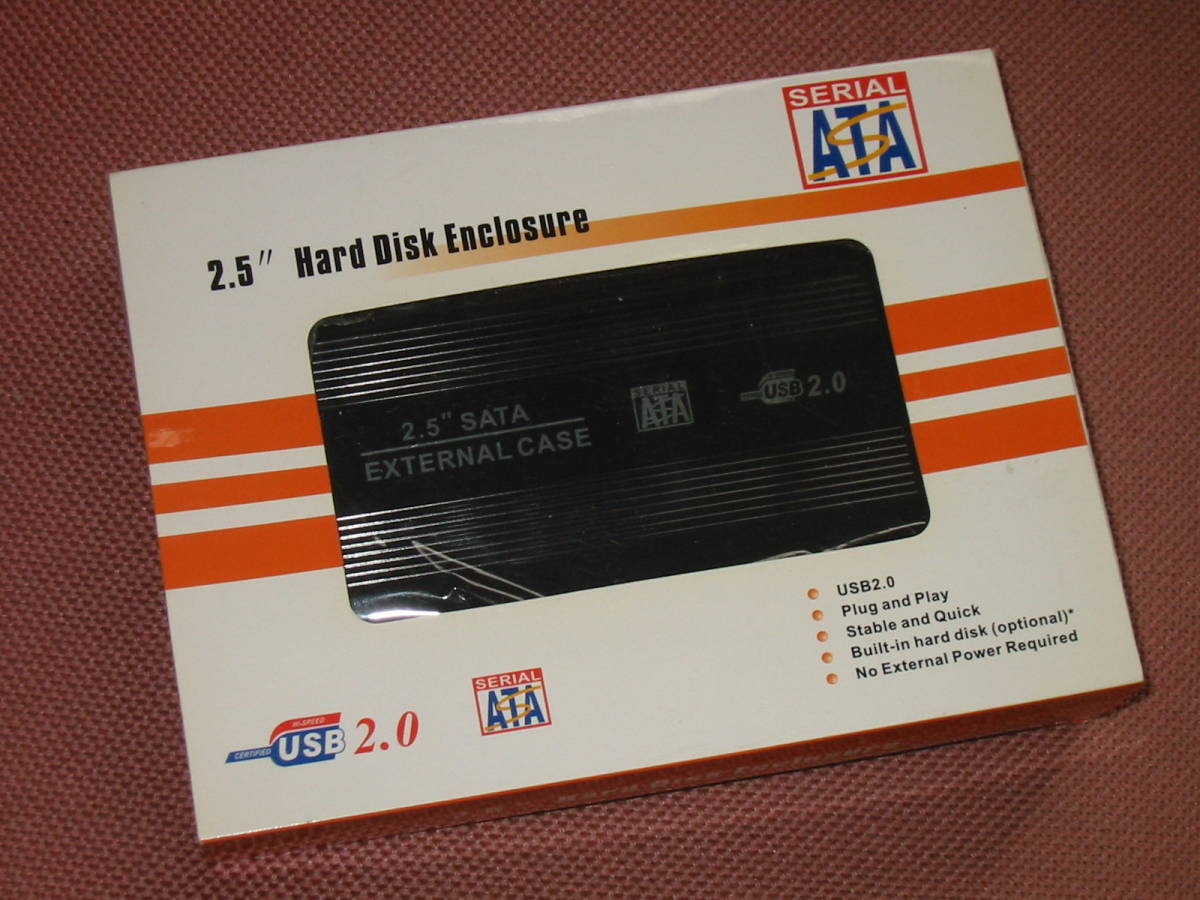 SERIAL
ATA
2.5" Hard Disk Enclosure
2.5" SATA
EXTERNAL CASE
SERIAL
ATA
USB 2.0
USB2.0
Plug and Play
Stable and Quick
Built-in hard disk (optional)*
No External Power Required
HI-SPEED
CERTIFIED
USB 2.0
SERIAL
ATA